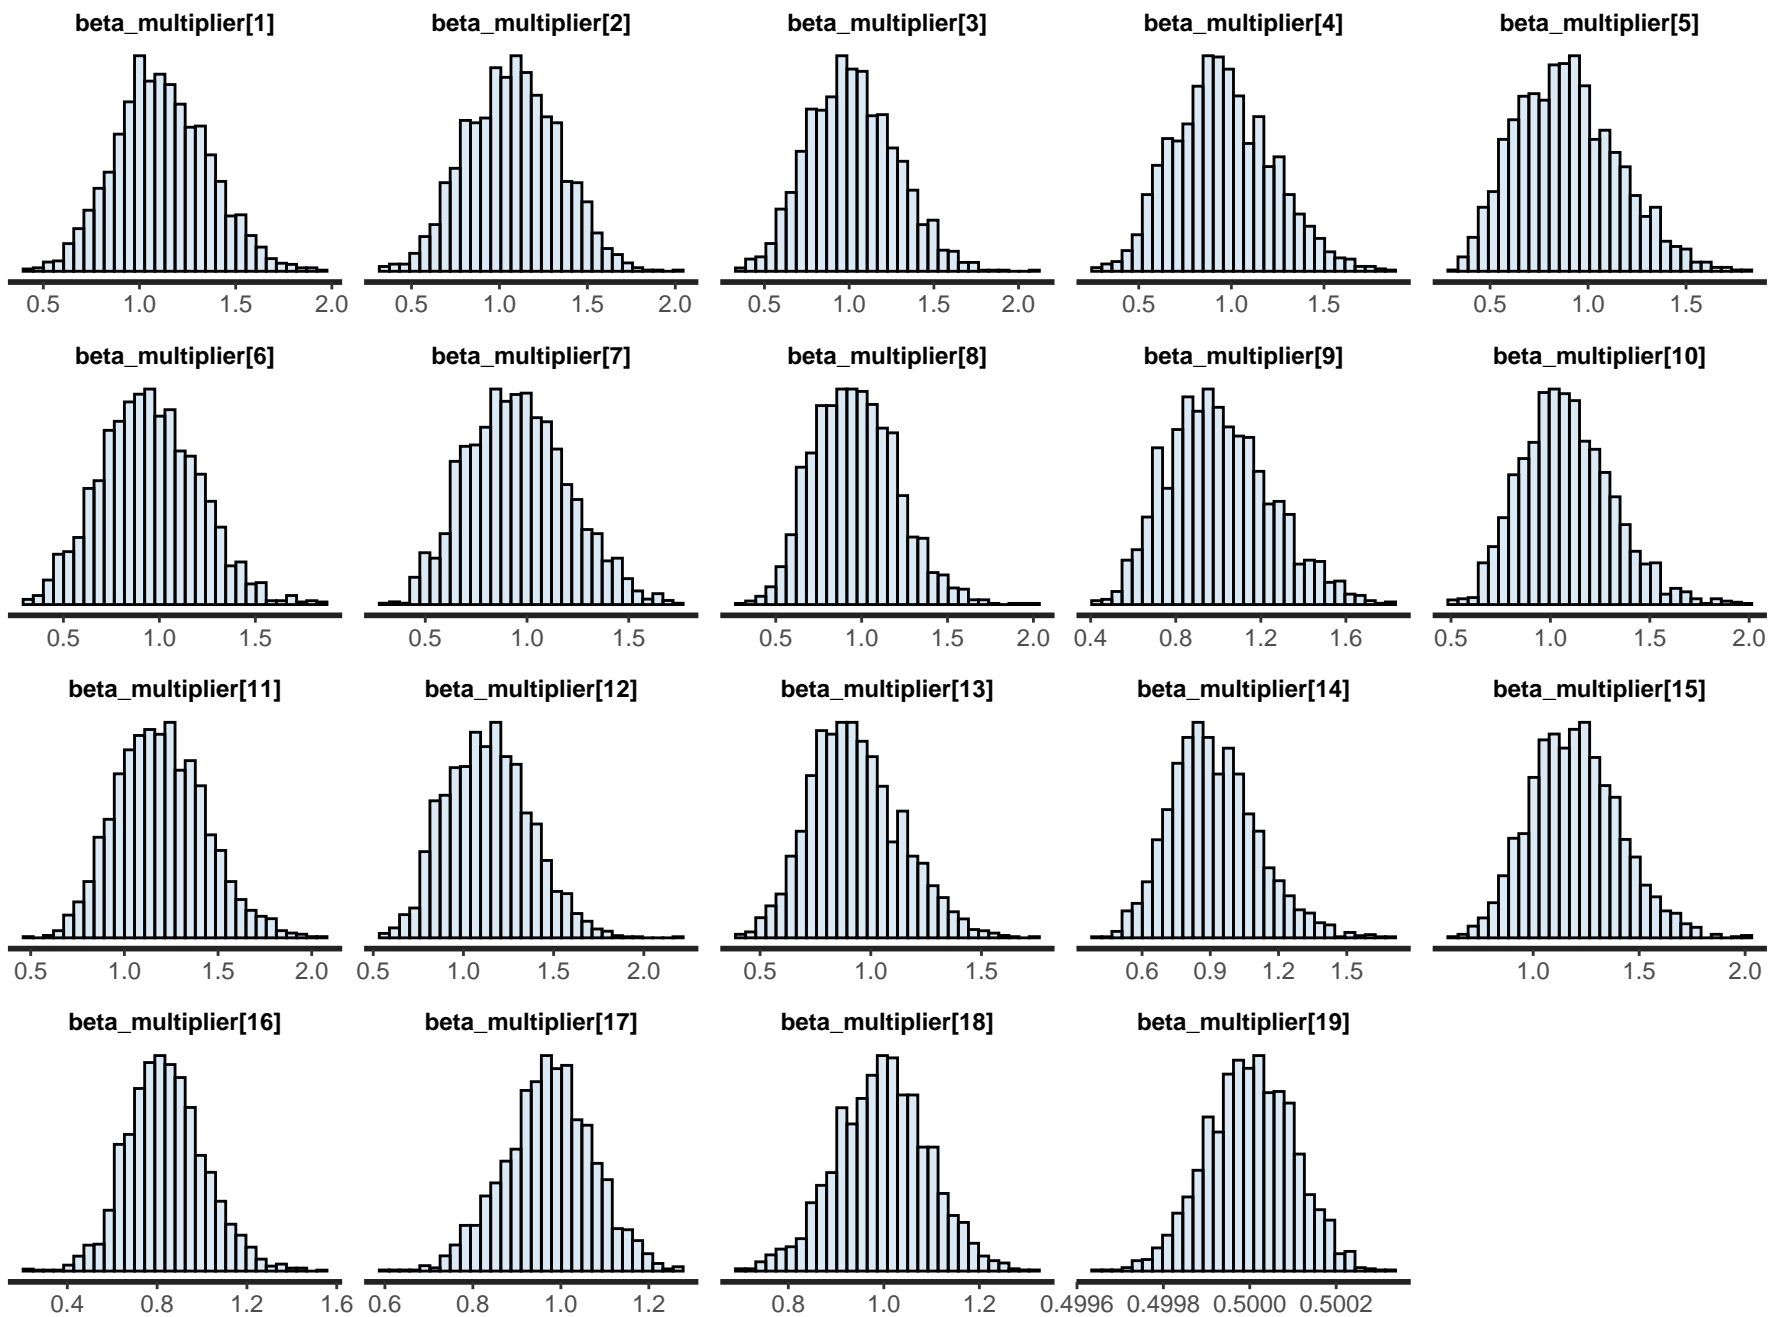 beta_multiplier[1] beta_multiplier[2] beta_multiplier[3] beta_multiplier[4] beta_multiplier[5]
0.5 1.0 1.5 2.0 0.5 1.0 1.5 2.0 0.5 1.0 1.5 2.0 0.5 1.0 1.5 0.5 1.0 1.5
beta_multiplier[6] beta_multiplier[7] beta_multiplier[8] beta_multiplier[9] beta_multiplier[10]
0.5 1.0 1.5 0.5 1.0 1.5 0.5 1.0 1.5 2.0 0.4 0.8 1.2 1.6 0.5 1.0 1.5 2.0
beta_multiplier[11] beta_multiplier[12] beta_multiplier[13] beta_multiplier[14] beta_multiplier[15]
0.5 1.0 1.5 2.0 0.5 1.0 1.5 2.0 0.5 1.0 1.5 0.6 0.9 1.2 1.5 1.0 1.5 2.0
beta_multiplier[16] beta_multiplier[17] beta_multiplier[18] beta_multiplier[19]
0.4 0.8 1.2 1.6 0.6 0.8 1.0 1.2 0.8 1.0 1.2 0.4996 0.4998 0.5000 0.5002